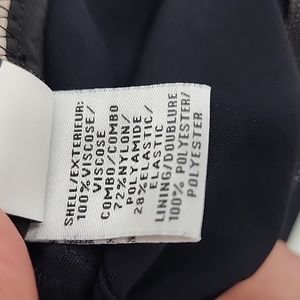 SHELL/EXTERIEUR:
100% VISCOSE/
VISCOSE
COMBO/COMBO
72% NYLON/
POLYAMIDE
28% ELASTIC/
ELASTIC
LINING/DOUBLURE
100% POLYESTER/
POLYESTER